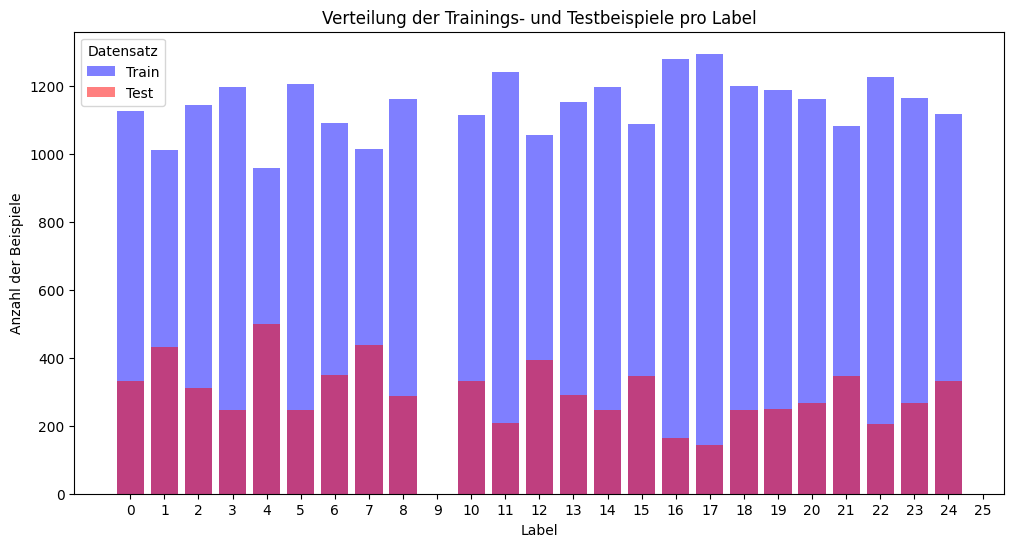 Verteilung der Trainings- und Testbeispiele pro Label
Datensatz
Train
Test
Anzahl der Beispiele
1200
1000
800
600
400
200
0
0 1 2 3 4 5 6 7 8 9 10 11 12 13 14 15 16 17 18 19 20 21 22 23 24 25
Label